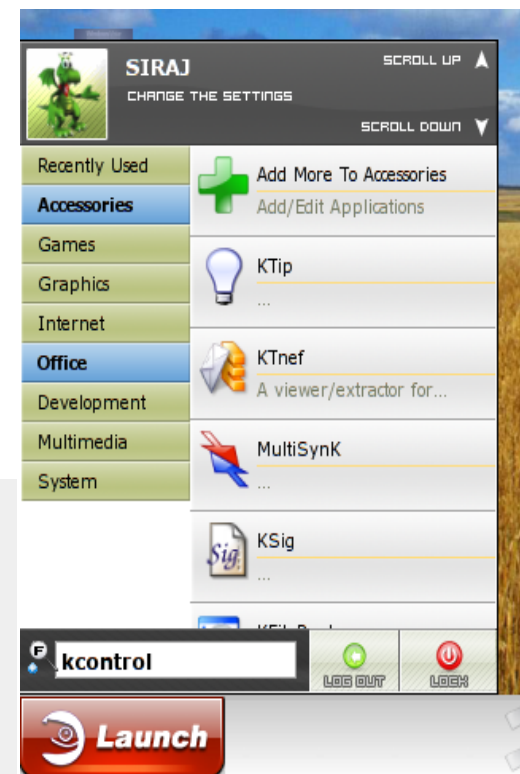 SIRAJ
CHANGE THE SETTINGS
SCROLL UP
SCROLL DOWN
Recently Used
Accessories
Games
Graphics
Internet
Office
Development
Multimedia
System
Add More To Accessories
Add/Edit Applications
KTip
...
KTnef
A viewer/extractor for...
MultiSynK
...
KSig
...
Sig
F
kcontrol
LOG OUT
LOCK
Launch